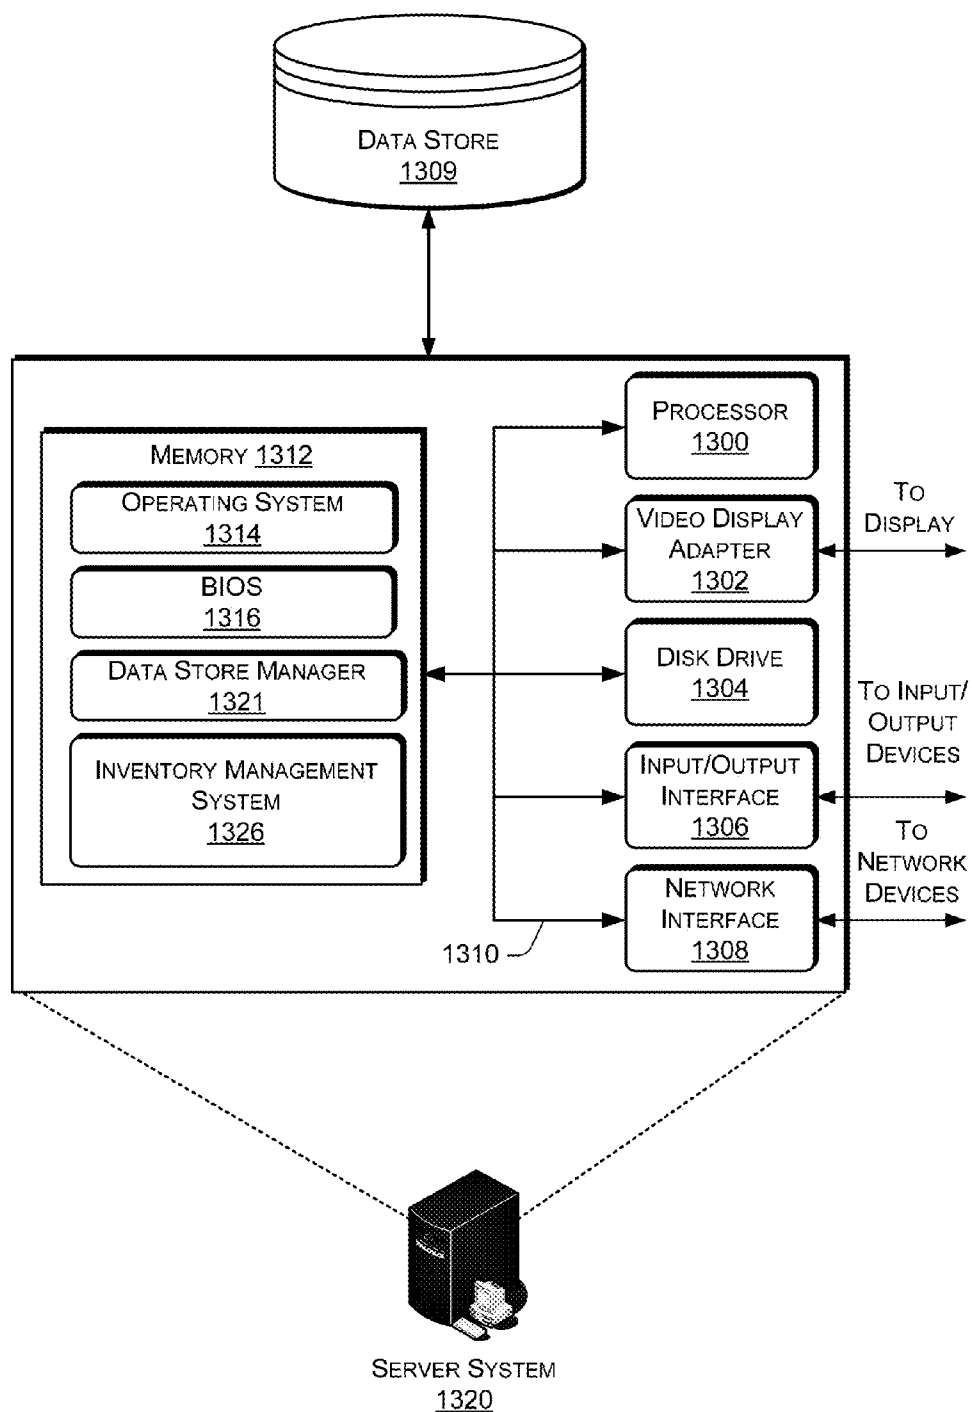 DATA STORE
1309
MEMORY 1312
OPERATING SYSTEM
1314
BIOS
1316
DATA STORE MANAGER
1321
INVENTORY MANAGEMENT
SYSTEM
1326
PROCESSOR
1300
VIDEO DISPLAY
ADAPTER
1302
DISK DRIVE
1304
INPUT/OUTPUT
INTERFACE
1306
NETWORK
INTERFACE
1308
1310
TO
DISPLAY
TO INPUT/
OUTPUT
DEVICES
TO
NETWORK
DEVICES
SERVER SYSTEM
1320